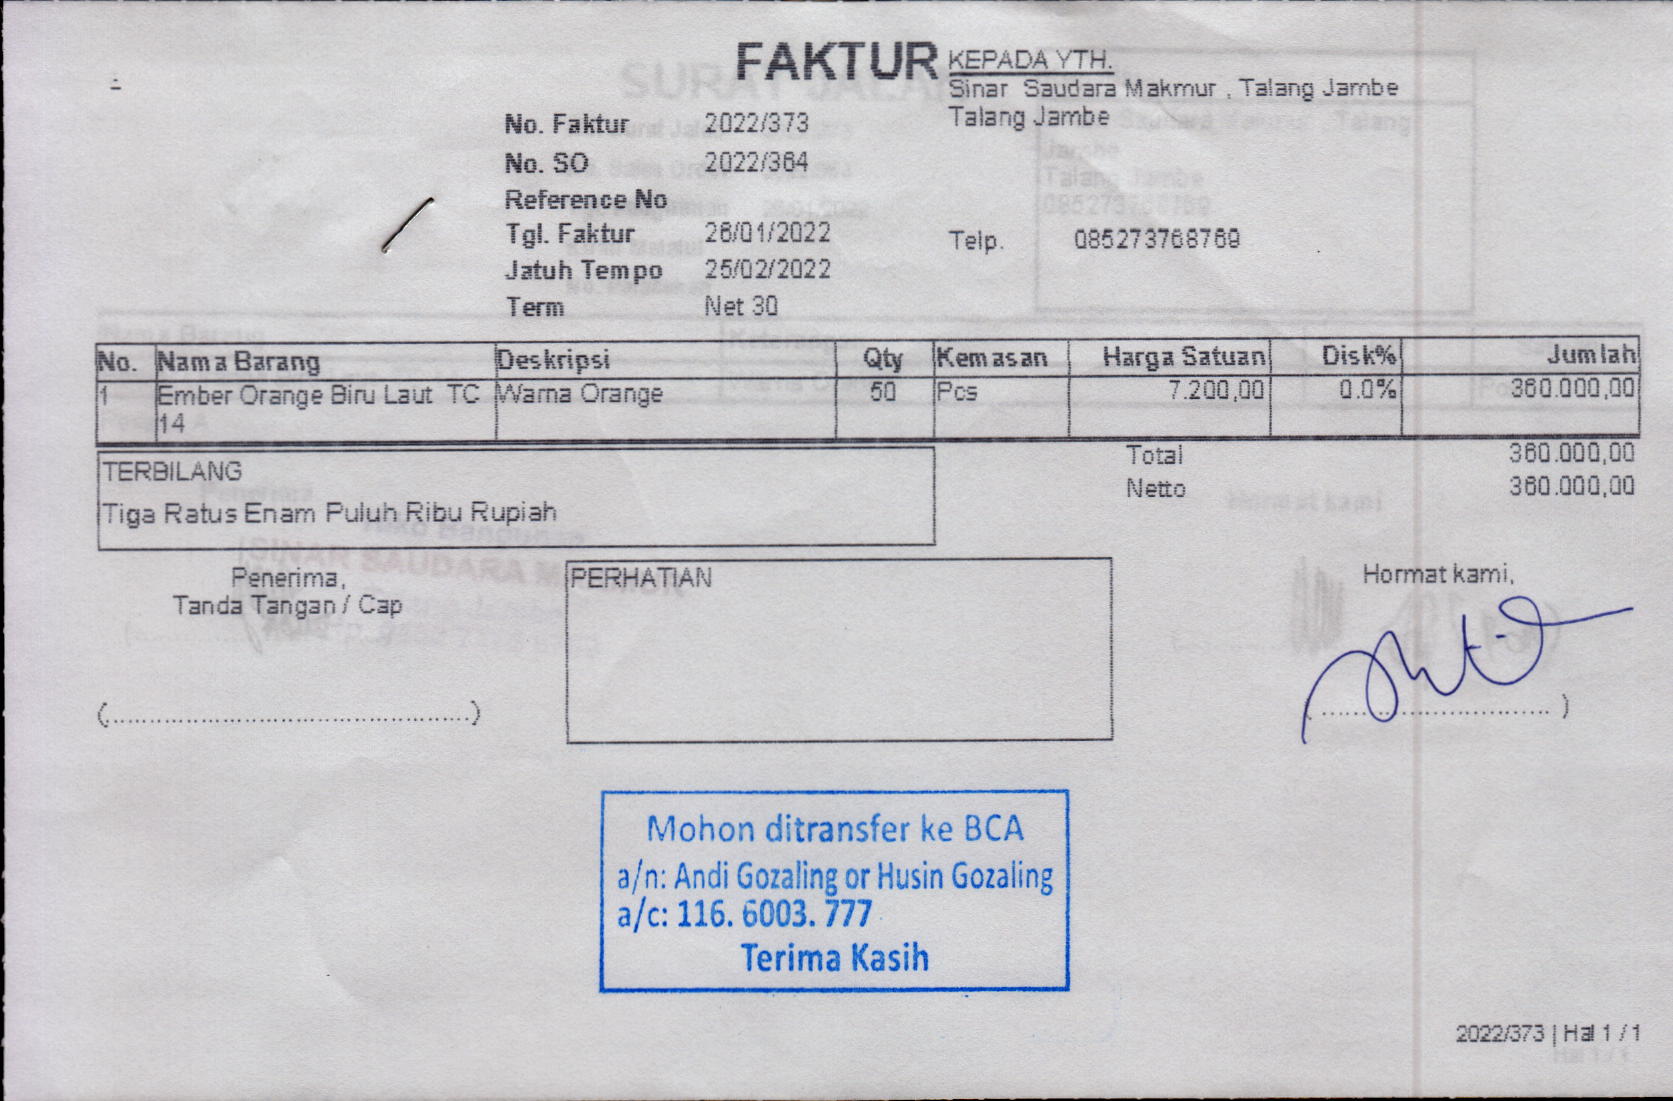 FAKTUR
KEPADA YTH.
Sinar Saudara Makmur , Talang Jambe
Talang Jambe
Telp. 085273768769
No. Faktur 2022/373
No. SO 2022/364
Reference No
Tgl. Faktur 26/01/2022
Jatuh Tempo 25/02/2022
Term Net 30
No. Nama Barang Deskripsi Qty Kemasan Harga Satuan Disk% Jumlah
1 Ember Orange Biru Laut TC Warna Orange 50 Pcs 7.200,00 0.0% 360.000,00
14
Total 360.000,00
Netto 360.000,00
TERBILANG
Tiga Ratus Enam Puluh Ribu Rupiah
Penerima,
Tanda Tangan / Cap
(................................................)
PERHATIAN
Hormat kami,
(.............................. )
Mohon ditransfer ke BCA
a/n: Andi Gozaling or Husin Gozaling
a/c: 116. 6003. 777
Terima Kasih
2022/373 | Hal 1 / 1